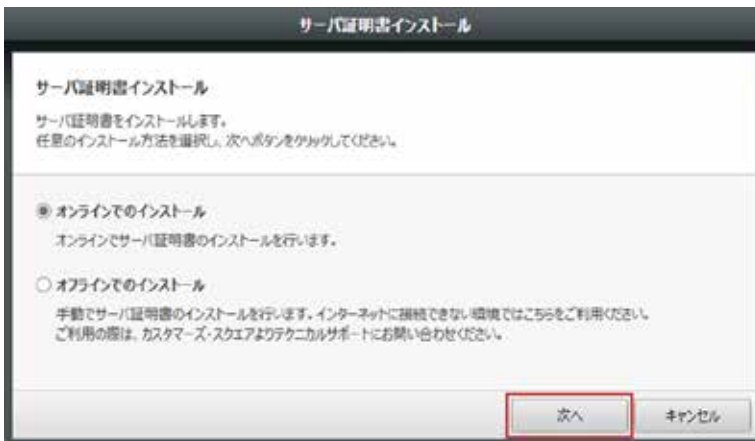 サーバ証明書インストール
サーバ証明書インストール
サーバ証明書をインストールします。
任意のインストール方法を選択し、次へボタンをクリックしてください。
オンラインでのインストール
オンラインでサーバ証明書のインストールを行います。
オフラインでのインストール
手動でサーバ証明書のインストールを行います。インターネットに接続できない環境ではこちらをご利用ください。
ご利用の際は、カスタマーズ・スクエアよりテクニカルサポートにお問い合わせください。
次へ
キャンセル